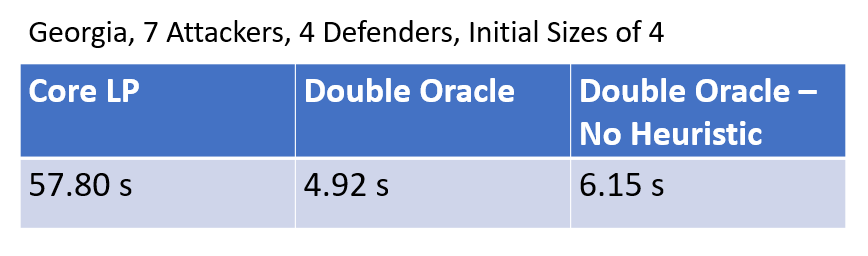 Georgia, 7 Attackers, 4 Defenders, Initial Sizes of 4
Core LP
Double Oracle
Double Oracle –
No Heuristic
57.80 s
4.92 s
6.15 s